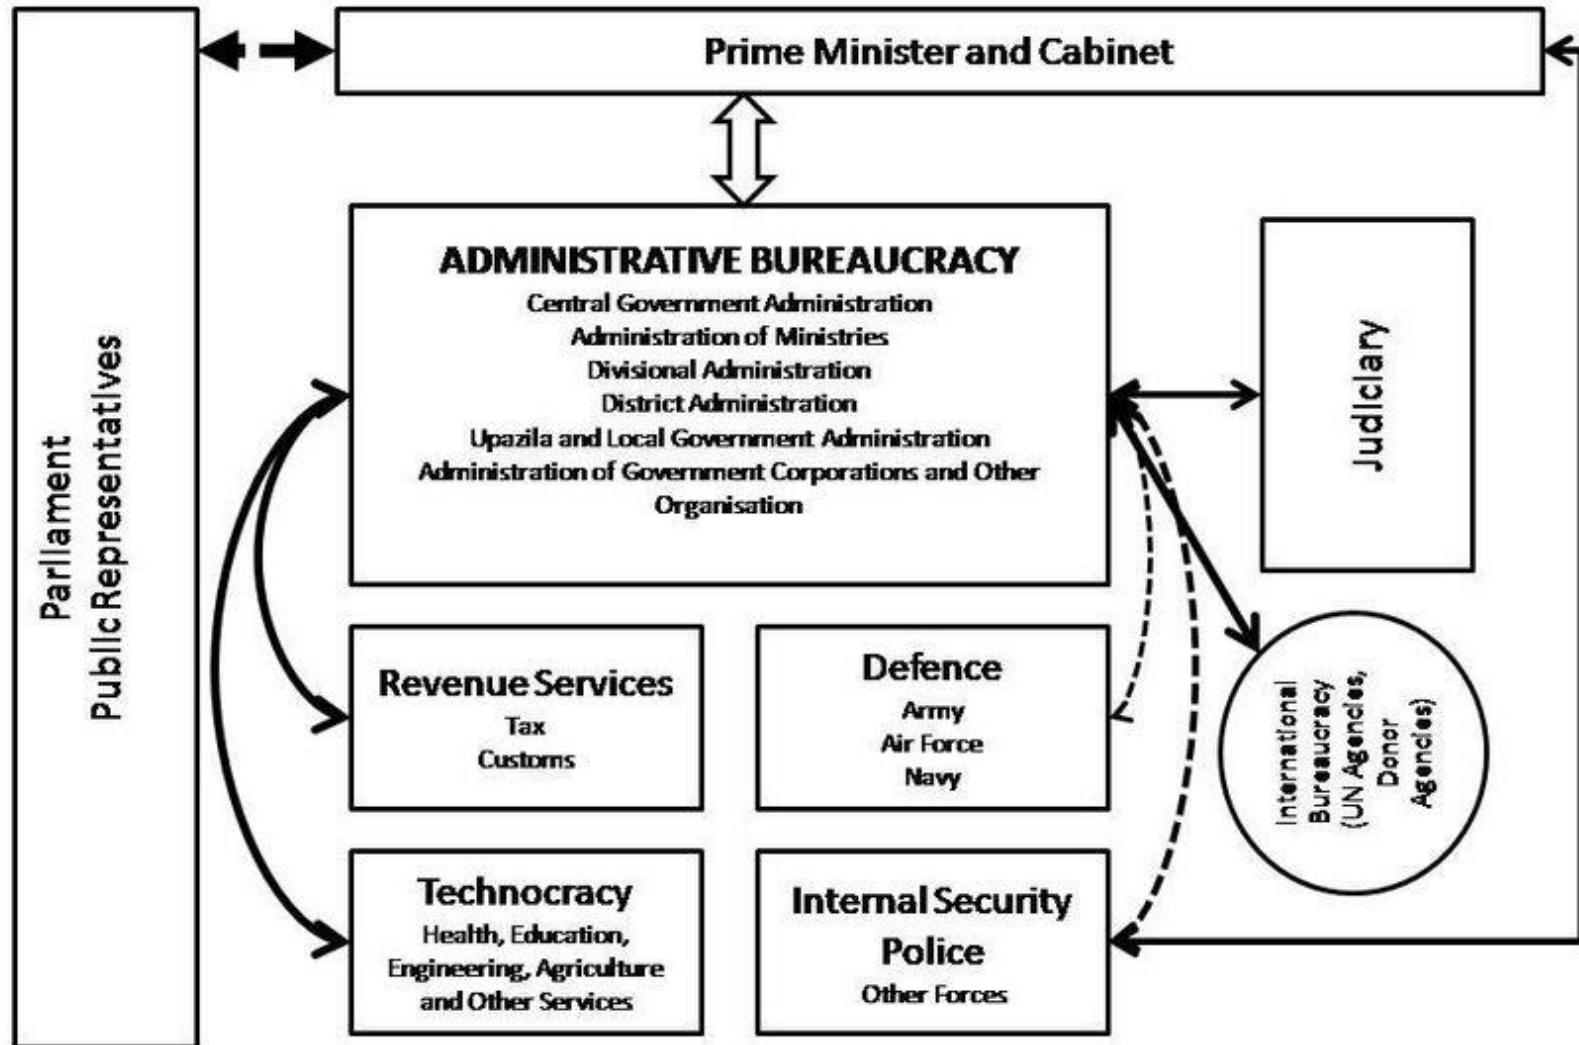 Parliament
Public Representatives
Prime Minister and Cabinet
ADMINISTRATIVE BUREAUCRACY
Central Government Administration
Administration of Ministries
Divisional Administration
District Administration
Upazila and Local Government Administration
Administration of Government Corporations and Other
Organisation
Judiciary
Revenue Services
Tax
Customs
Defence
Army
Air Force
Navy
International
Bureaucracy
(UN Agencies,
Donor
Agencies)
Technocracy
Health, Education,
Engineering, Agriculture
and Other Services
Internal Security
Police
Other Forces